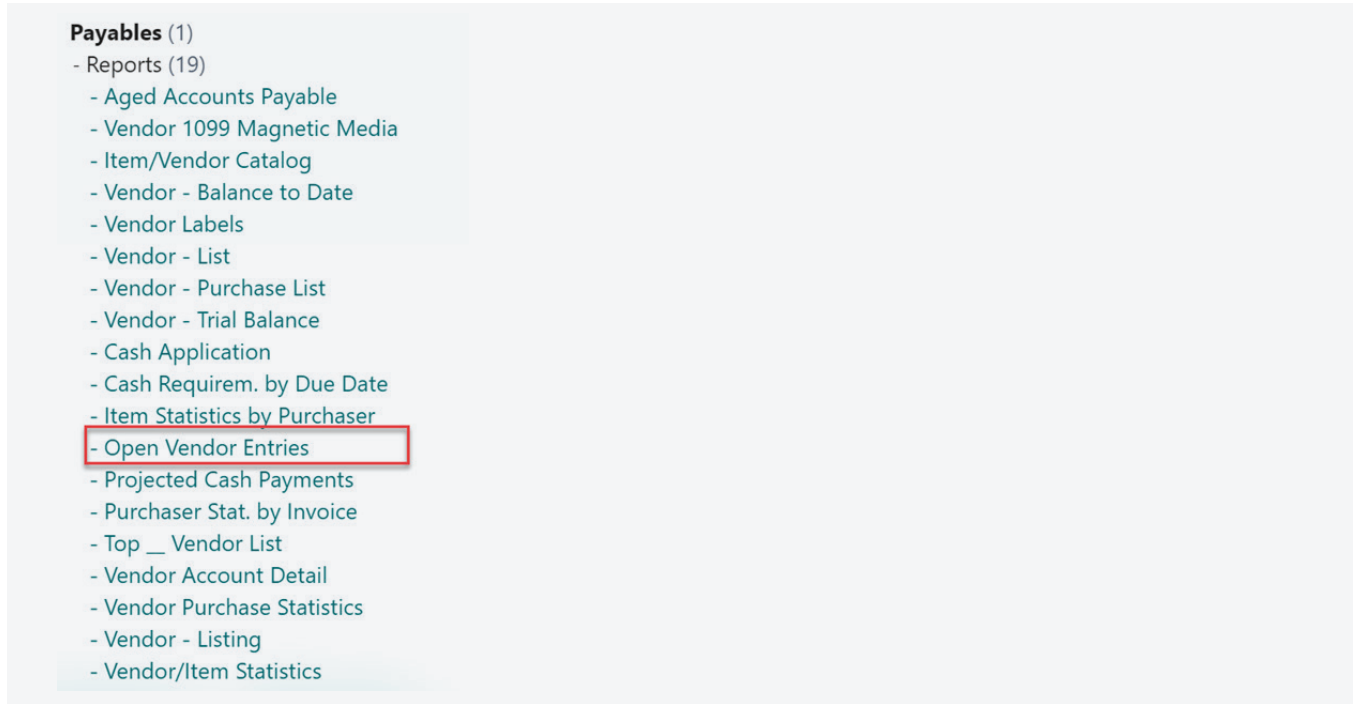 Payables (1)
- Reports (19)
- Aged Accounts Payable
- Vendor 1099 Magnetic Media
- Item/Vendor Catalog
- Vendor - Balance to Date
- Vendor Labels
- Vendor - List
- Vendor - Purchase List
- Vendor - Trial Balance
- Cash Application
- Cash Requirem. by Due Date
- Item Statistics by Purchaser
- Open Vendor Entries
- Projected Cash Payments
- Purchaser Stat. by Invoice
- Top __ Vendor List
- Vendor Account Detail
- Vendor Purchase Statistics
- Vendor - Listing
- Vendor/Item Statistics